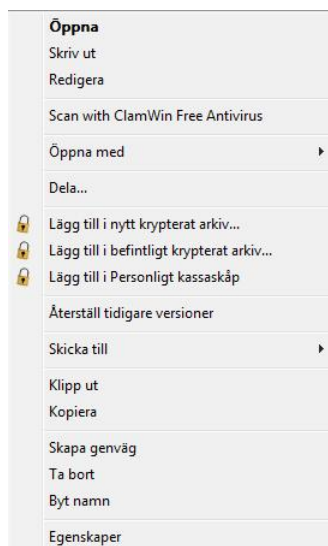 Öppna
Skriv ut
Redigera
Scan with ClamWin Free Antivirus
Öppna med
Dela...
Lägg till i nytt krypterat arkiv...
Lägg till i befintligt krypterat arkiv...
Lägg till i Personligt kassaskåp
Återställ tidigare versioner
Skicka till
Klipp ut
Kopiera
Skapa genväg
Ta bort
Byt namn
Egenskaper